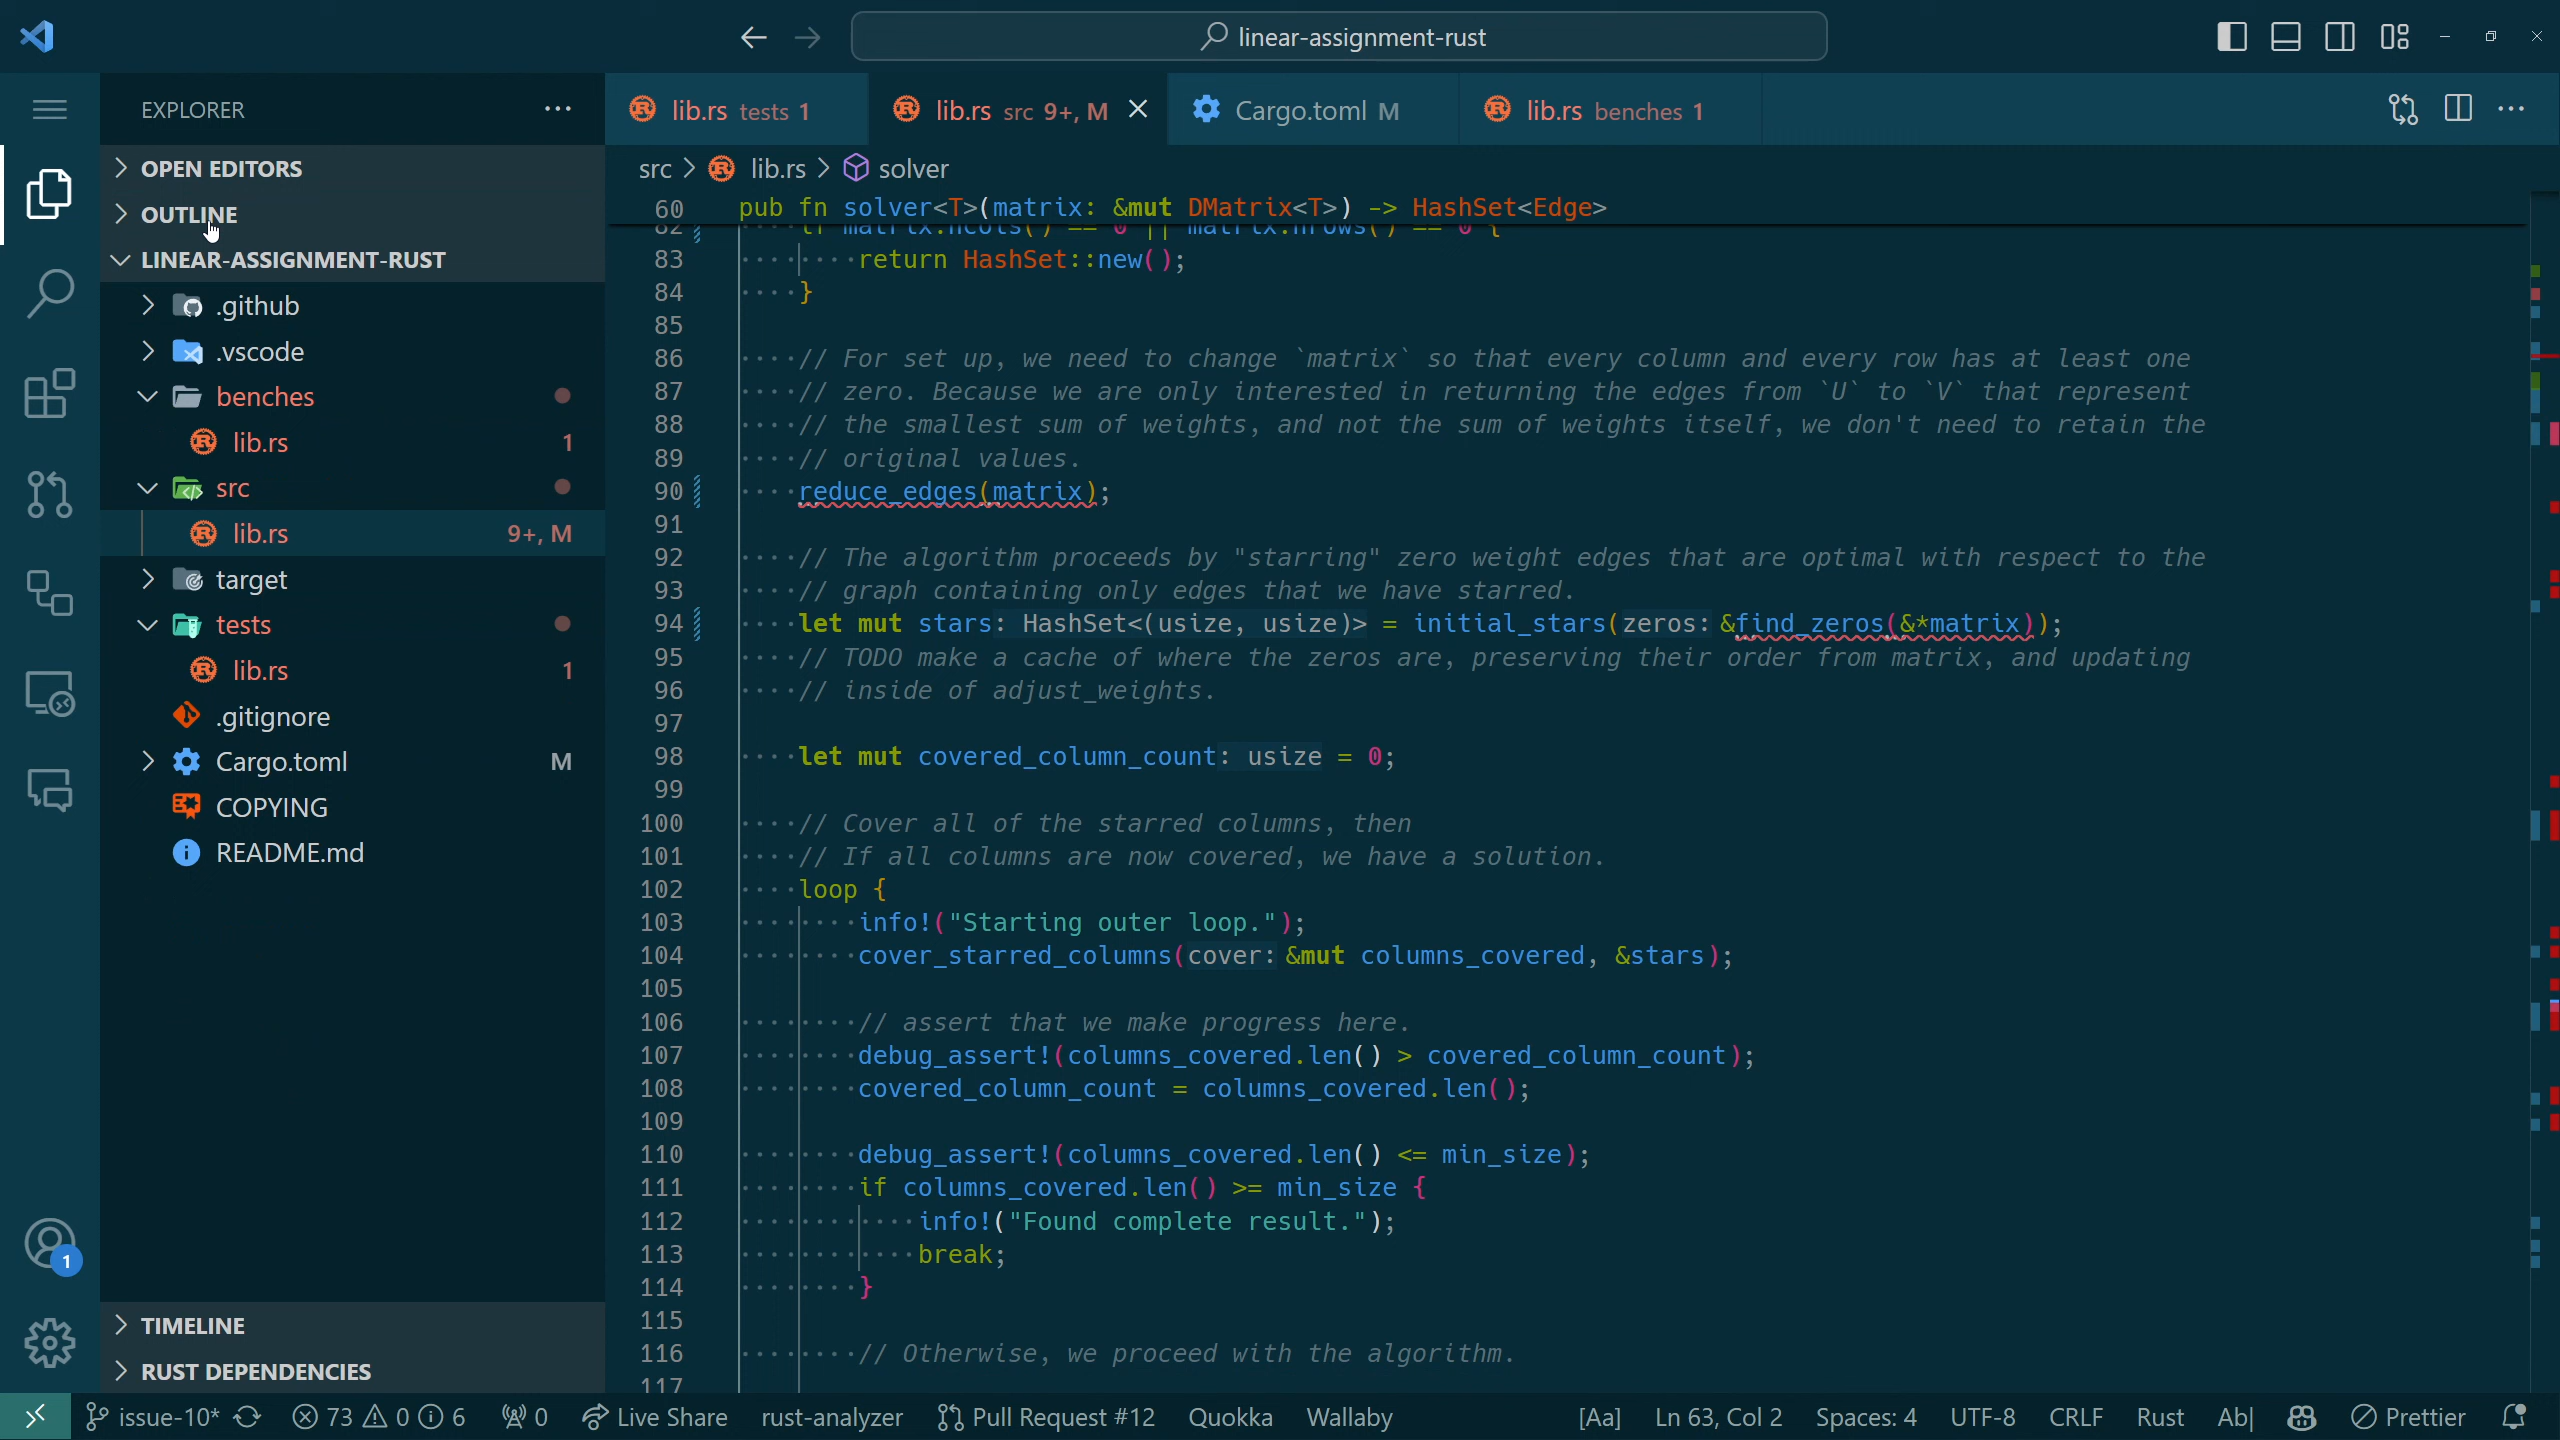 linear-assignment-rust
EXPLORER
lib.rs tests 1
lib.rs src 9+, M
Cargo.toml M
lib.rs benches 1
OPEN EDITORS
OUTLINE
LINEAR-ASSIGNMENT-RUST
.github
.vscode
benches
lib.rs 1
src
lib.rs 9+, M
target
tests
lib.rs 1
.gitignore
Cargo.toml M
COPYING
README.md
TIMELINE
RUST DEPENDENCIES
src > lib.rs > solver
60 pub fn solver<T>(matrix: &mut DMatrix<T>) -> HashSet<Edge>
82 if matrix.ncols() == 0 || matrix.nrows() == 0 {
83 return HashSet::new();
84 }
85
86 // For set up, we need to change `matrix` so that every column and every row has at least one
87 // zero. Because we are only interested in returning the edges from `U` to `V` that represent
88 // the smallest sum of weights, and not the sum of weights itself, we don't need to retain the
89 // original values.
90 reduce_edges(matrix);
91
92 // The algorithm proceeds by "starring" zero weight edges that are optimal with respect to the
93 // graph containing only edges that we have starred.
94 let mut stars: HashSet<(usize, usize)> = initial_stars(zeros: &find_zeros(&*matrix));
95 // TODO make a cache of where the zeros are, preserving their order from matrix, and updating
96 // inside of adjust_weights.
97
98 let mut covered_column_count: usize = 0;
99
100 // Cover all of the starred columns, then
101 // If all columns are now covered, we have a solution.
102 loop {
103 info!("Starting outer loop.");
104 cover_starred_columns(cover: &mut columns_covered, &stars);
105
106 // assert that we make progress here.
107 debug_assert!(columns_covered.len() > covered_column_count);
108 covered_column_count = columns_covered.len();
109
110 debug_assert!(columns_covered.len() <= min_size);
111 if columns_covered.len() >= min_size {
112 info!("Found complete result.");
113 break;
114 }
115
116 // Otherwise, we proceed with the algorithm.
117
1
issue-10* 73 0 6 0 Live Share rust-analyzer Pull Request #12 Quokka Wallaby [Aa] Ln 63, Col 2 Spaces: 4 UTF-8 CRLF Rust Ab| Prettier